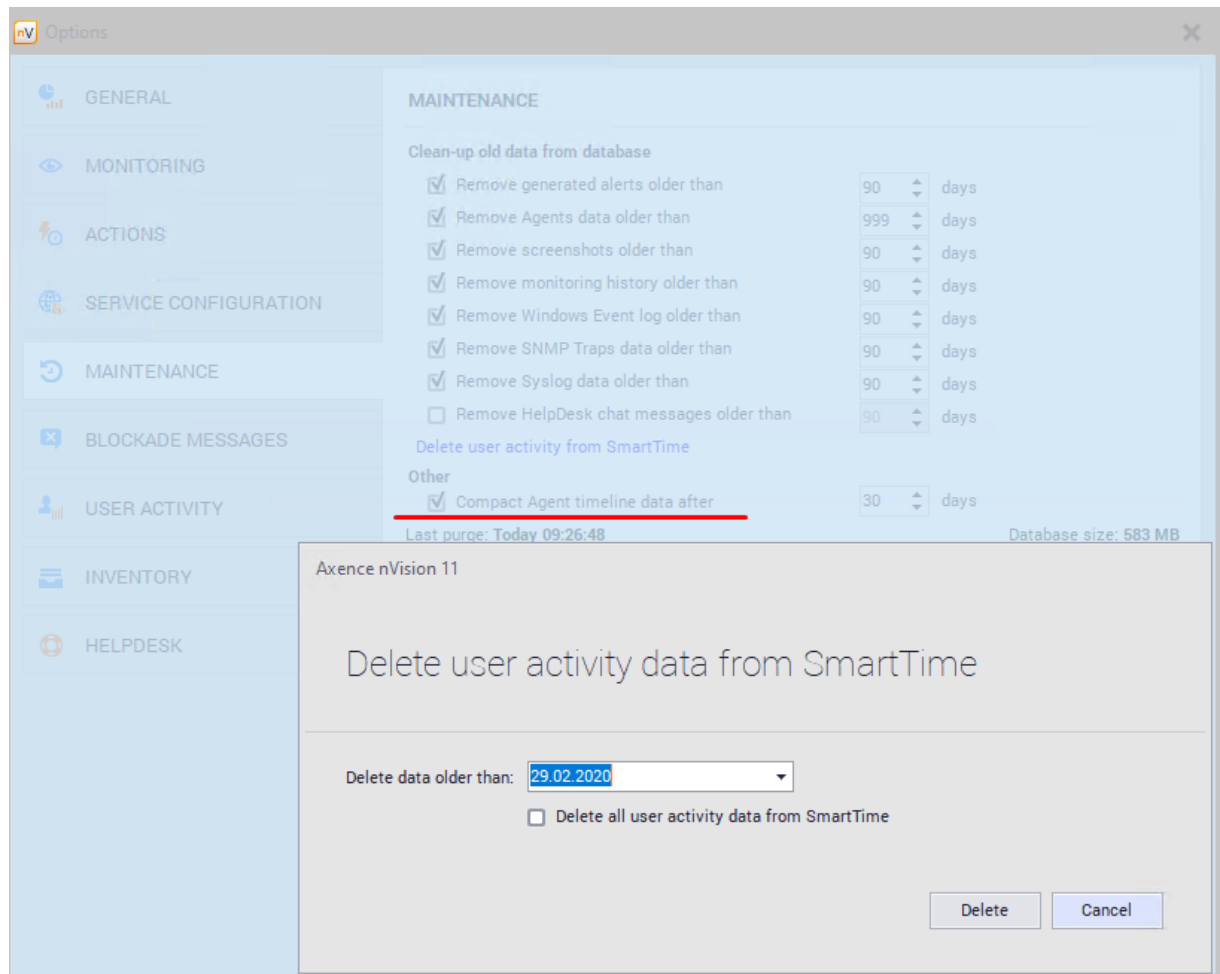 nV Options
GENERAL
MONITORING
ACTIONS
SERVICE CONFIGURATION
MAINTENANCE
BLOCKADE MESSAGES
USER ACTIVITY
INVENTORY
HELPDESK
MAINTENANCE
Clean-up old data from database
Remove generated alerts older than 90 days
Remove Agents data older than 999 days
Remove screenshots older than 90 days
Remove monitoring history older than 90 days
Remove Windows Event log older than 90 days
Remove SNMP Traps data older than 90 days
Remove Syslog data older than 90 days
Remove HelpDesk chat messages older than 90 days
Delete user activity from SmartTime
Other
Compact Agent timeline data after 30 days
Last purge: Today 09:26:48 Database size: 583 MB
Axence nVision 11
Delete user activity data from SmartTime
Delete data older than: 29.02.2020
Delete all user activity data from SmartTime
Delete Cancel